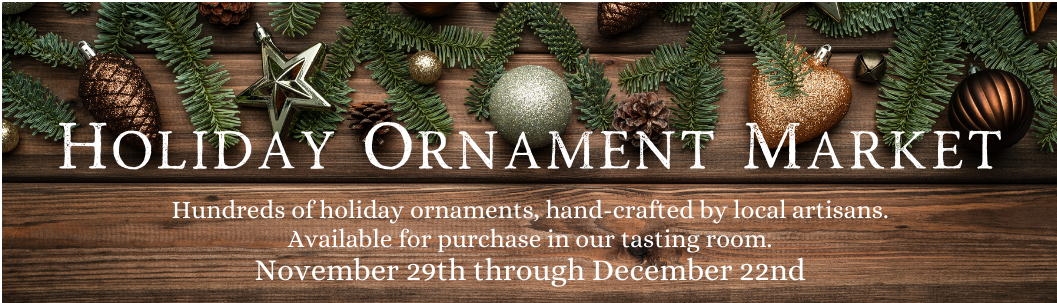 Holiday Ornament Market
Hundreds of holiday ornaments, hand-crafted by local artisans.
Available for purchase in our tasting room.
November 29th through December 22nd